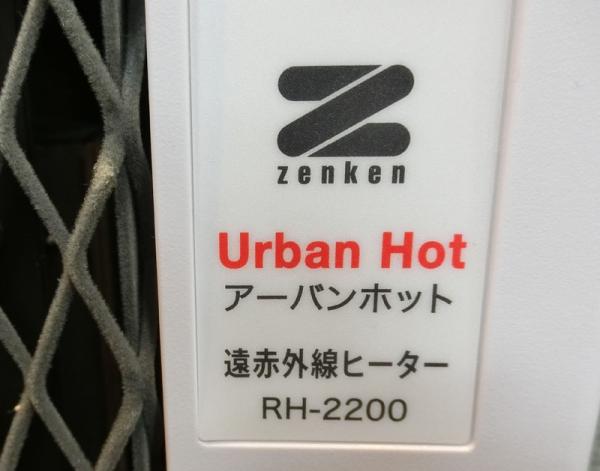 zenken
Urban Hot
アーバンホット
遠赤外線ヒーター
RH-2200